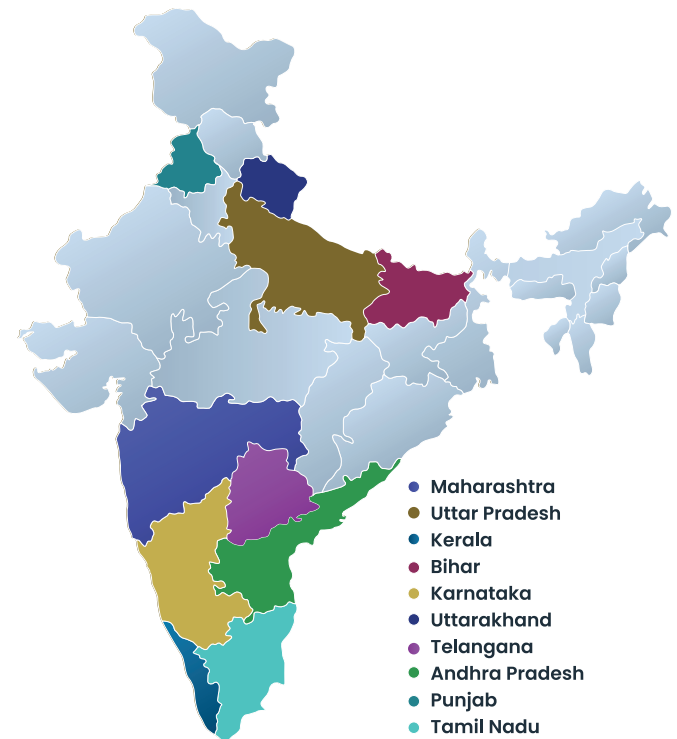 Maharashtra
Uttar Pradesh
Kerala
Bihar
Karnataka
Uttarakhand
Telangana
Andhra Pradesh
Punjab
Tamil Nadu